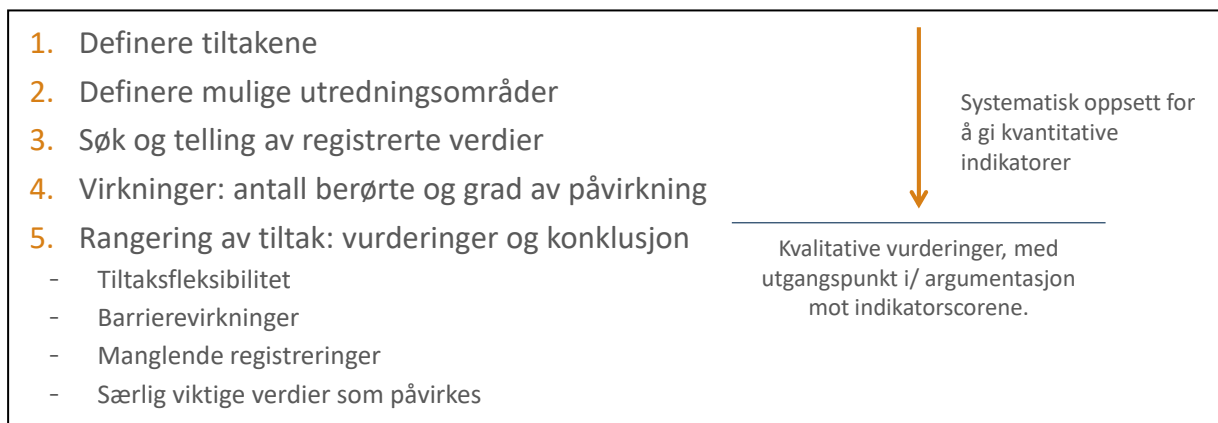 1. Definere tiltakene
2. Definere mulige utredningsområder
3. Søk og telling av registrerte verdier
4. Virkninger: antall berørte og grad av påvirkning
5. Rangering av tiltak: vurderinger og konklusjon
- Tiltaksfleksibilitet
- Barrierevirkninger
- Manglende registreringer
- Særlig viktige verdier som påvirkes
Systematisk oppsett for
å gi kvantitative
indikatorer
Kvalitative vurderinger, med
utgangspunkt i/ argumentasjon
mot indikatorscorene.